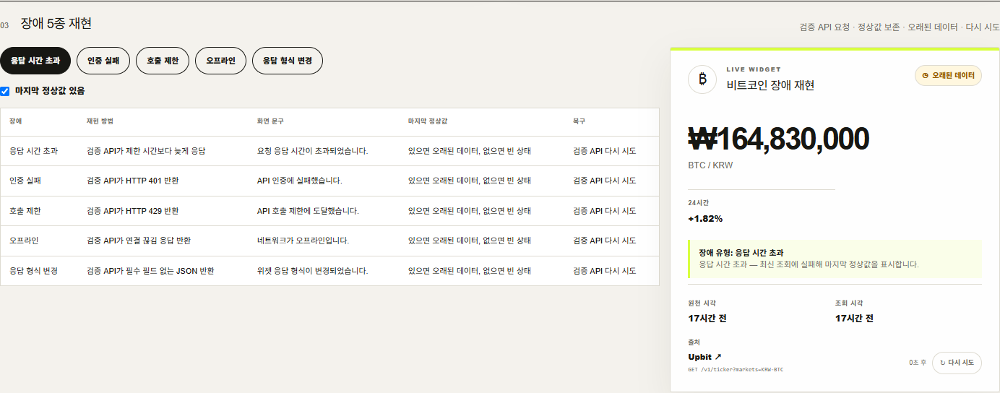 03 장애 5종 재현
검증 API 요청 · 정상값 보존 · 오래된 데이터 · 다시 시도
응답 시간 초과 인증 실패 호출 제한 오프라인 응답 형식 변경
마지막 정상값 있음
장애 재현 방법 화면 문구 마지막 정상값 복구
응답 시간 초과 검증 API가 제한 시간보다 늦게 응답 요청 응답 시간이 초과되었습니다. 있으면 오래된 데이터, 없으면 빈 상태 검증 API 다시 시도
인증 실패 검증 API가 HTTP 401 반환 API 인증에 실패했습니다. 있으면 오래된 데이터, 없으면 빈 상태 검증 API 다시 시도
호출 제한 검증 API가 HTTP 429 반환 API 호출 제한에 도달했습니다. 있으면 오래된 데이터, 없으면 빈 상태 검증 API 다시 시도
오프라인 검증 API가 연결 끊김 응답 반환 네트워크가 오프라인입니다. 있으면 오래된 데이터, 없으면 빈 상태 검증 API 다시 시도
응답 형식 변경 검증 API가 필수 필드 없는 JSON 반환 위젯 응답 형식이 변경되었습니다. 있으면 오래된 데이터, 없으면 빈 상태 검증 API 다시 시도
₿
LIVE WIDGET
비트코인 장애 재현
◔ 오래된 데이터
₩164,830,000
BTC / KRW
24시간
+1.82%
장애 유형: 응답 시간 초과
응답 시간 초과 — 최신 조회에 실패해 마지막 정상값을 표시합니다.
원천 시각 조회 시각
17시간 전 17시간 전
출처
Upbit ↗
GET /v1/ticker?markets=KRW-BTC
0초 후 ↻ 다시 시도